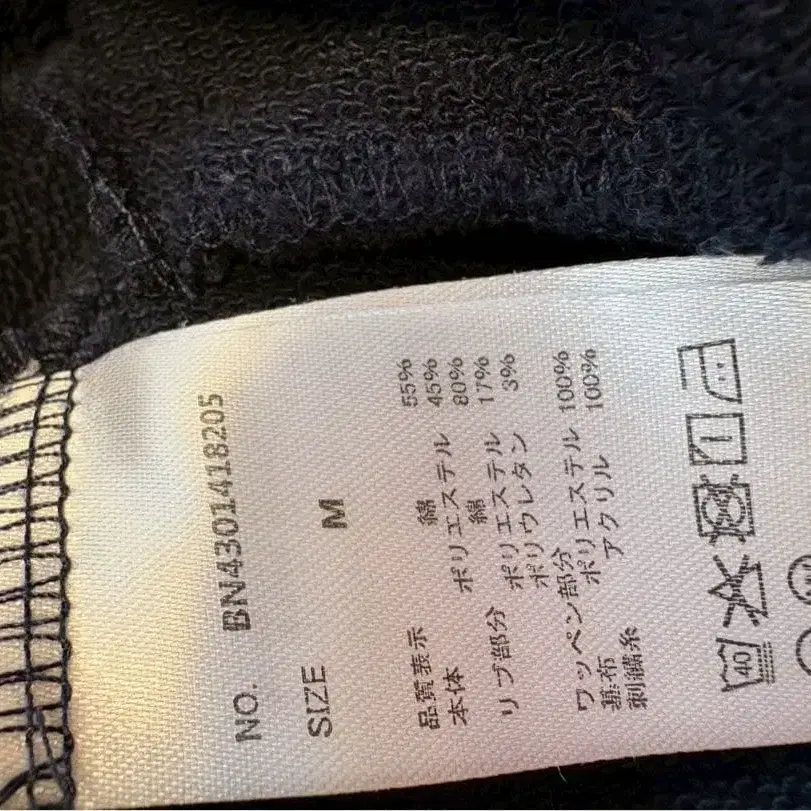 NO. BN4301418205
SIZE M
品質表示
本体 綿 55%
ポリエステル 45%
リブ部分 綿 80%
ポリエステル 17%
ポリウレタン 3%
ワッペン部分
基布 ポリエステル 100%
刺繍糸 アクリル 100%
40